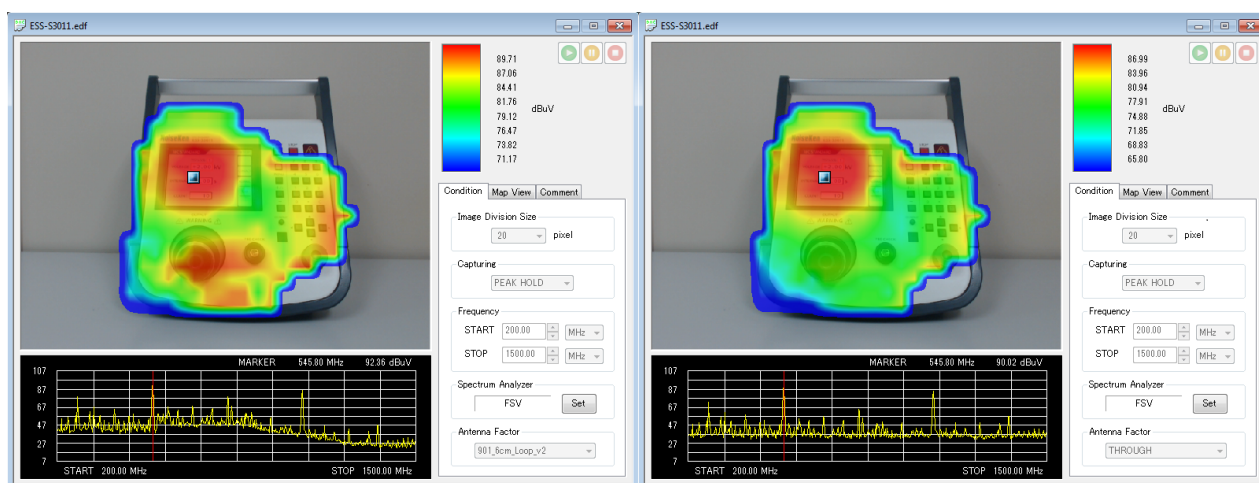 ESS-S3011.edf
89.71
87.06
84.41
81.76
79.12
76.47
73.82
71.17
dBuV
Condition
Map View
Comment
Image Division Size
20
pixel
Capturing
PEAK HOLD
Frequency
START
200.00
MHz
STOP
1500.00
MHz
Spectrum Analyzer
FSV
Set
Antenna Factor
901_6cm_Loop_v2
MARKER 545.80 MHz 92.36 dBuV
107
87
67
47
27
7
START 200.00 MHz
STOP 1500.00 MHz
ESS-S3011.edf
86.99
83.96
80.94
77.91
74.88
71.85
68.83
65.80
dBuV
Condition
Map View
Comment
Image Division Size
20
pixel
Capturing
PEAK HOLD
Frequency
START
200.00
MHz
STOP
1500.00
MHz
Spectrum Analyzer
FSV
Set
Antenna Factor
THROUGH
MARKER 545.80 MHz 90.02 dBuV
107
87
67
47
27
7
START 200.00 MHz
STOP 1500.00 MHz